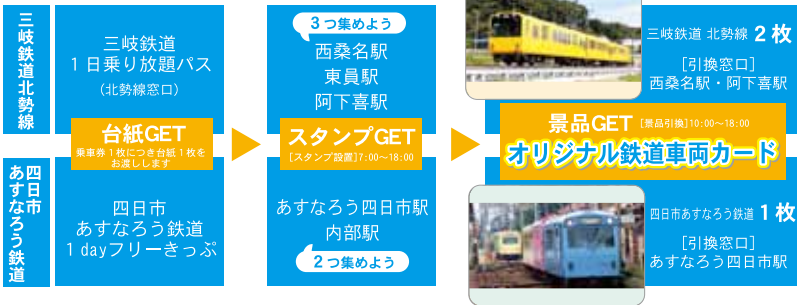 三岐鉄道北勢線
三岐鉄道
1日乗り放題パス
（北勢線窓口）
台紙GET
乗車券1枚につき台紙1枚を
お渡しします
四日市
あすなろう鉄道
四日市
あすなろう鉄道
1dayフリーきっぷ
3つ集めよう
西桑名駅
東員駅
阿下喜駅
スタンプGET
［スタンプ設置］7:00〜18:00
あすなろう四日市駅
内部駅
2つ集めよう
三岐鉄道 北勢線 2枚
［引換窓口］
西桑名駅・阿下喜駅
景品GET ［景品引換］10:00〜18:00
オリジナル鉄道車両カード
四日市あすなろう鉄道 1枚
［引換窓口］
あすなろう四日市駅